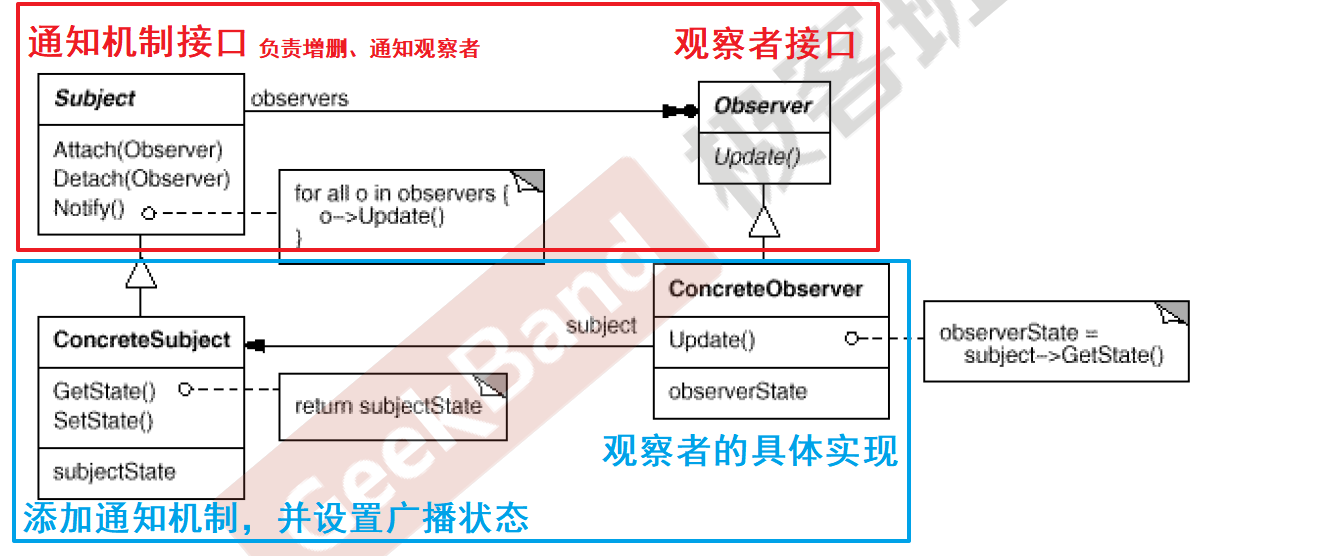 通知机制接口 负责增删、通知观察者
观察者接口
Subject
observers
Observer
Attach(Observer)
Detach(Observer)
Notify()
Update()
for all o in observers {
o->Update()
}
ConcreteSubject
subject
ConcreteObserver
GetState()
SetState()
return subjectState
Update()
observerState =
subject->GetState()
observerState
subjectState
观察者的具体实现
添加通知机制，并设置广播状态
GeekBand
极客班